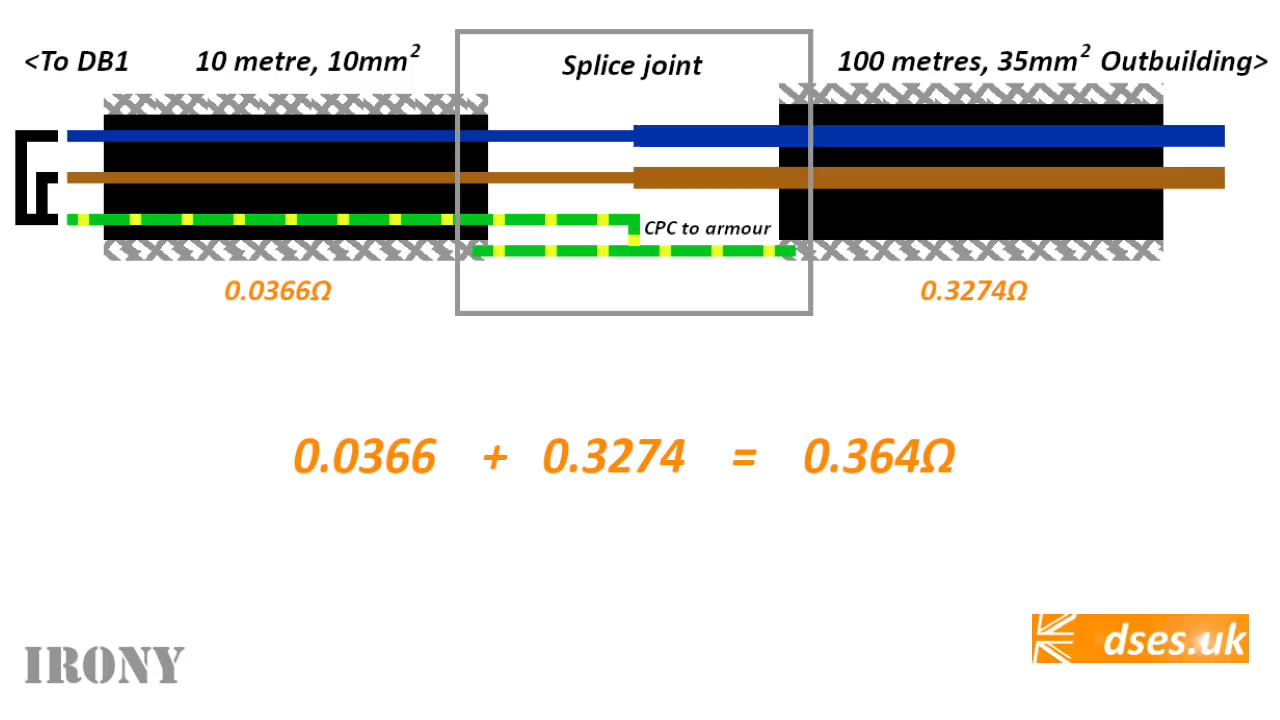 <To DB1 10 metre, 10mm² Splice joint 100 metres, 35mm² Outbuilding>
CPC to armour
0.0366Ω 0.3274Ω
0.0366 + 0.3274 = 0.364Ω
IRONY dses.uk